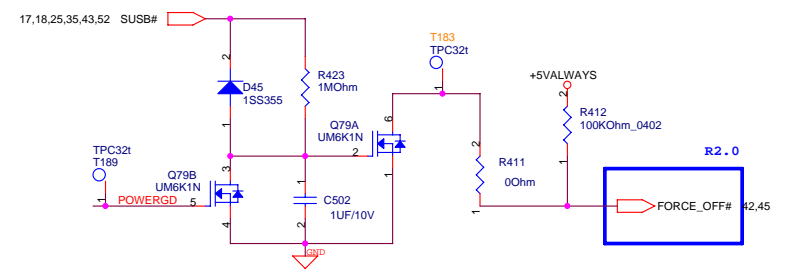 17,18,25,35,43,52 SUSB#
T183
TPC32t
1
+5VALWAYS
2
R412
100KOhm_0402
1
2
D45
1SS355
1
R423
1MOhm
Q79A
UM6K1N
6
2
1
2
R411
0Ohm
1
R2.0
FORCE_OFF# 42,45
TPC32t
T189
1
Q79B
UM6K1N
3
POWERGD 5
4
1
C502
1UF/10V
2
GND